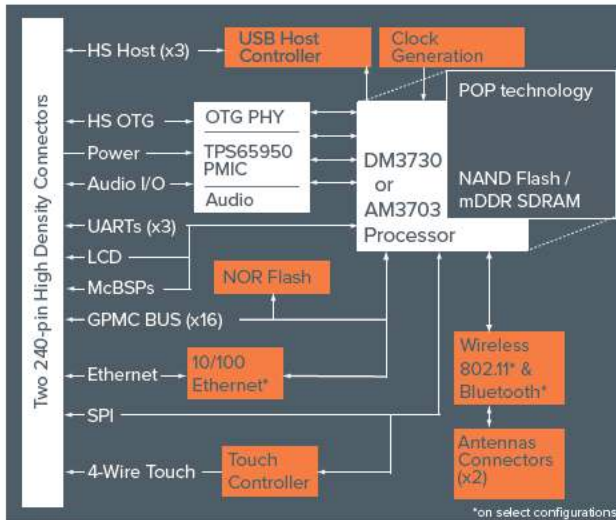 Two 240-pin High Density Connectors
HS Host (x3)
USB Host
Controller
Clock
Generation
POP technology
NAND Flash /
mDDR SDRAM
HS OTG
Power
Audio I/O
OTG PHY
TPS65950
PMIC
Audio
DM3730
or
AM3703
Processor
UARTs (x3)
LCD
McBSPs
NOR Flash
GPMC BUS (x16)
Ethernet
10/100
Ethernet*
Wireless
802.11* &
Bluetooth*
SPI
4-Wire Touch
Touch
Controller
Antennas
Connectors
(x2)
*on select configurations